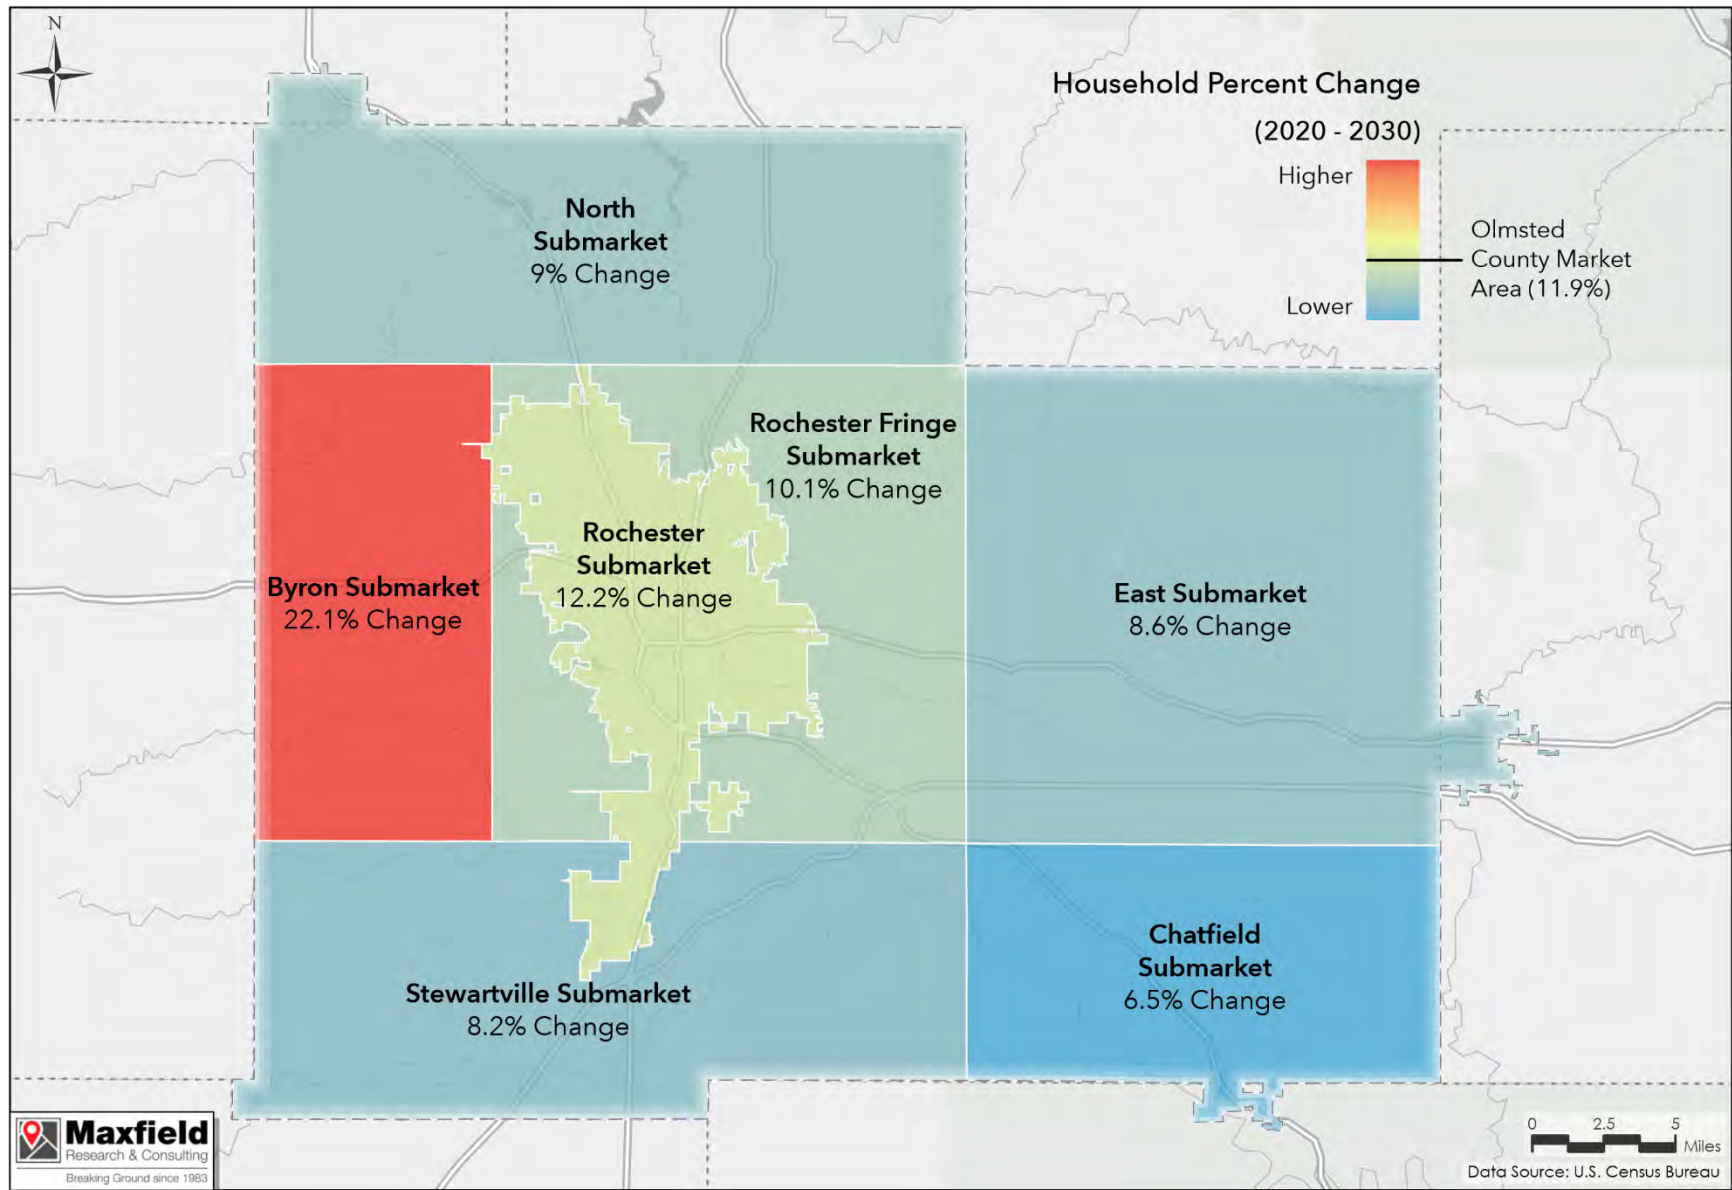 N
Household Percent Change
(2020 - 2030)
Higher
Lower
Olmsted
County Market
Area (11.9%)
North
Submarket
9% Change
Rochester Fringe
Submarket
10.1% Change
Rochester
Submarket
12.2% Change
Byron Submarket
22.1% Change
East Submarket
8.6% Change
Chatfield
Submarket
6.5% Change
Stewartville Submarket
8.2% Change
Maxfield
Research & Consulting
Breaking Ground since 1983
0 2.5 5
Miles
Data Source: U.S. Census Bureau